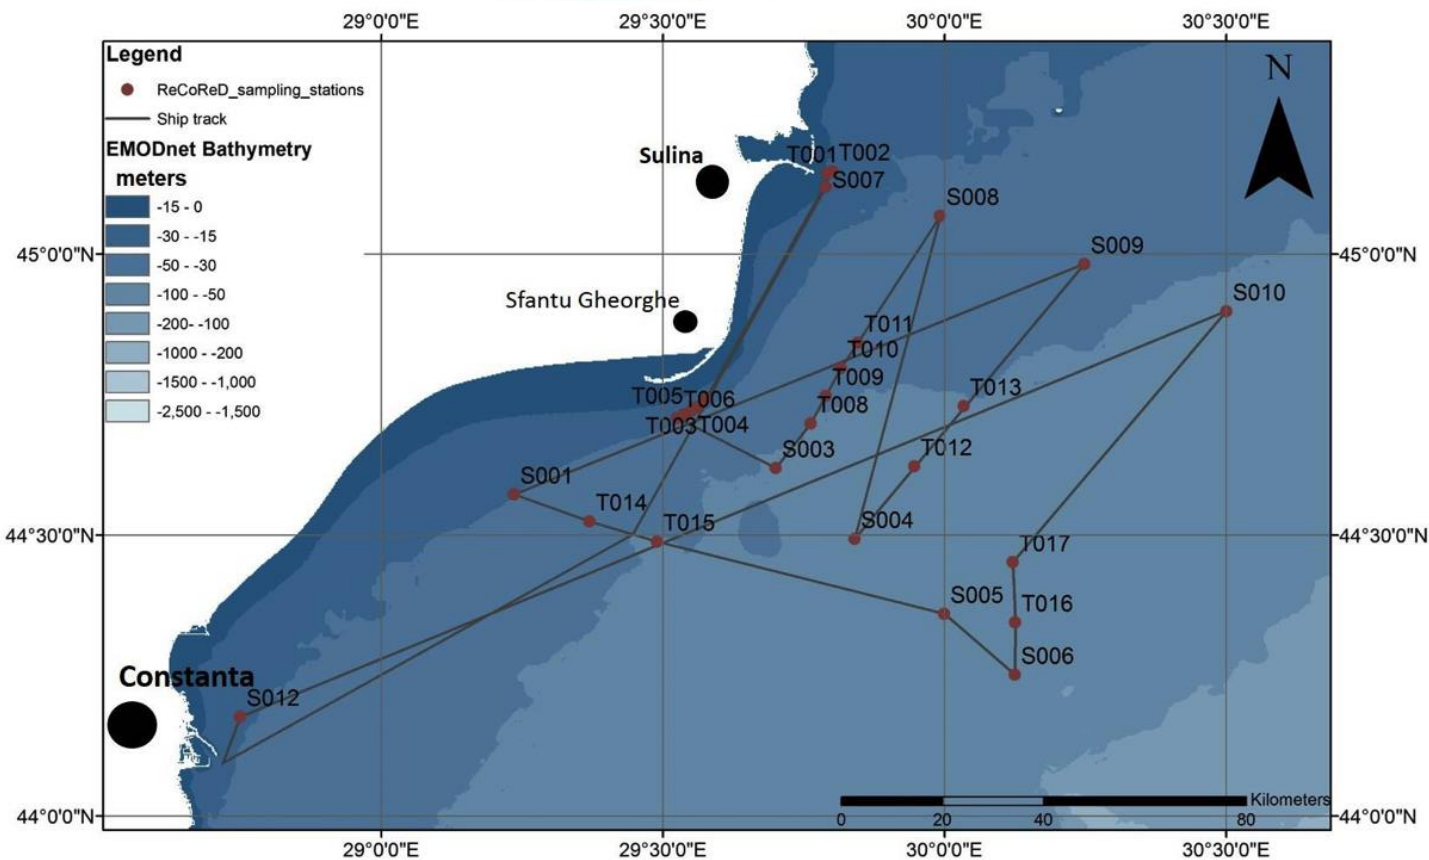 29°0'0"E
29°30'0"E
30°0'0"E
30°30'0"E
Legend
ReCoReD_sampling_stations
Ship track
EMODnet Bathymetry
meters
-15 - 0
-30 - -15
-50 - -30
-100 - -50
-200- -100
-1000 - -200
-1500 - -1,000
-2,500 - -1,500
N
Sulina
T001
T002
S007
S008
45°0'0"N
S009
45°0'0"N
S010
Sfantu Gheorghe
T011
T010
T009
T013
T005
T006
T008
T003
T004
S003
T012
S001
T014
T015
S004
44°30'0"N
44°30'0"N
T017
S005
T016
S006
Constanta
S012
Kilometers
0
20
40
80
44°0'0"N
44°0'0"N
29°0'0"E
29°30'0"E
30°0'0"E
30°30'0"E